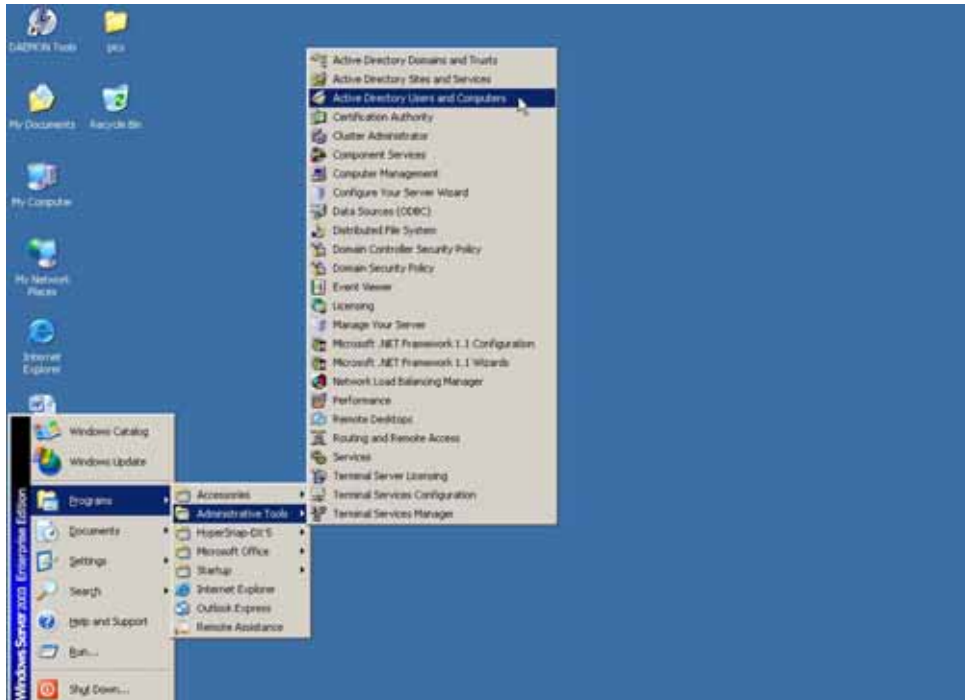 DAEMON Tools
pics
My Documents
Recycle Bin
My Computer
My Network
Places
Internet
Explorer
Active Directory Domains and Trusts
Active Directory Sites and Services
Active Directory Users and Computers
Certification Authority
Cluster Administrator
Component Services
Computer Management
Configure Your Server Wizard
Data Sources (ODBC)
Distributed File System
Domain Controller Security Policy
Domain Security Policy
Event Viewer
Licensing
Manage Your Server
Microsoft .NET Framework 1.1 Configuration
Microsoft .NET Framework 1.1 Wizards
Network Load Balancing Manager
Performance
Remote Desktops
Routing and Remote Access
Services
Terminal Server Licensing
Terminal Services Configuration
Terminal Services Manager
Windows Server 2003 Enterprise Edition
Windows Catalog
Windows Update
Programs
Documents
Settings
Search
Help and Support
Run...
Shut Down...
Accessories
Administrative Tools
HyperSnap-DX 5
Microsoft Office
Startup
Internet Explorer
Outlook Express
Remote Assistance